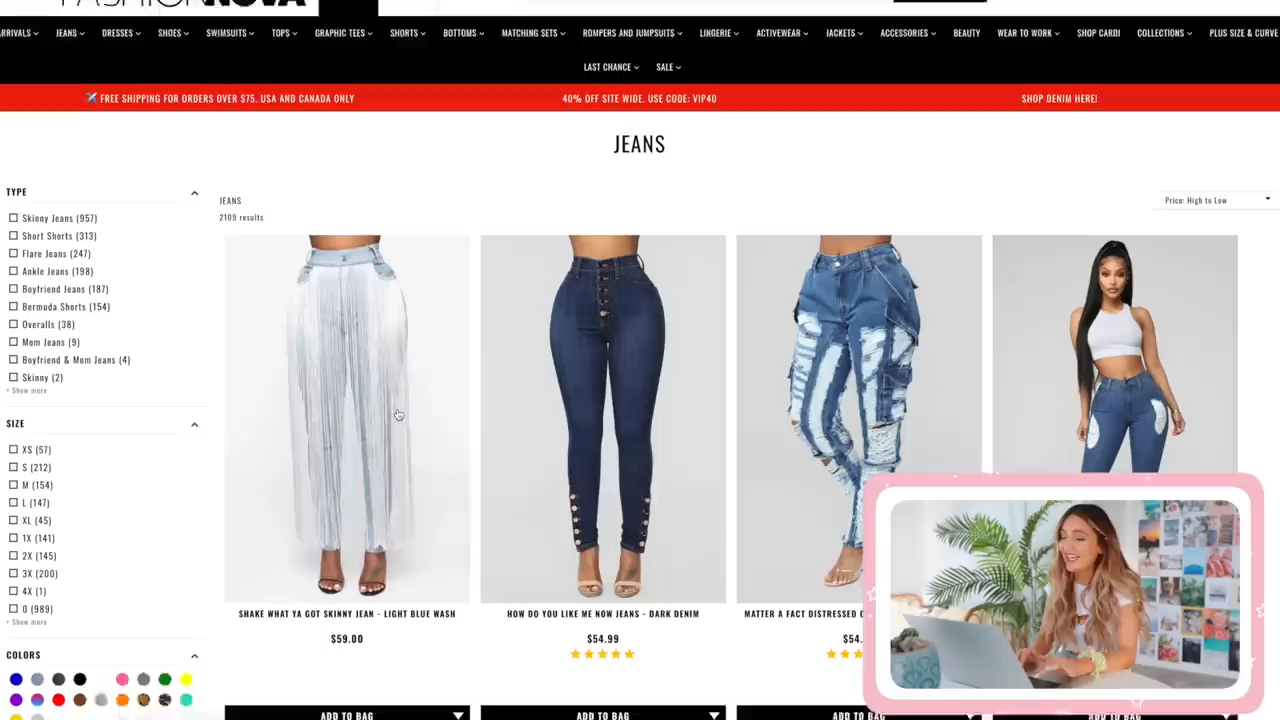 FASHIONNOVA
ARRIVALS JEANS DRESSES SHOES SWIMSUITS TOPS GRAPHIC TEES SHORTS BOTTOMS MATCHING SETS ROMPERS AND JUMPSUITS LINGERIE ACTIVEWEAR JACKETS ACCESSORIES BEAUTY WEAR TO WORK SHOP CARDI COLLECTIONS PLUS SIZE & CURVE
LAST CHANCE SALE
FREE SHIPPING FOR ORDERS OVER $75. USA AND CANADA ONLY
40% OFF SITE WIDE, USE CODE: VIP40
SHOP DENIM HERE!
JEANS
TYPE
Skinny Jeans (957)
Short Shorts (313)
Flare Jeans (247)
Ankle Jeans (198)
Boyfriend Jeans (187)
Bermuda Shorts (154)
Overalls (38)
Mom Jeans (9)
Boyfriend & Mom Jeans (4)
Skinny (2)
+ Show more
SIZE
XS (57)
S (212)
M (154)
L (147)
XL (45)
1X (141)
2X (145)
3X (200)
4X (1)
0 (989)
+ Show more
COLORS
JEANS
2109 results
Price: High to Low
SHAKE WHAT YA GOT SKINNY JEAN - LIGHT BLUE WASH
$59.00
HOW DO YOU LIKE ME NOW JEANS - DARK DENIM
$54.99
MATTER A FACT DISTRESSED
$54.
ADD TO BAG
ADD TO BAG
ADD TO BAG
ADD TO BAG